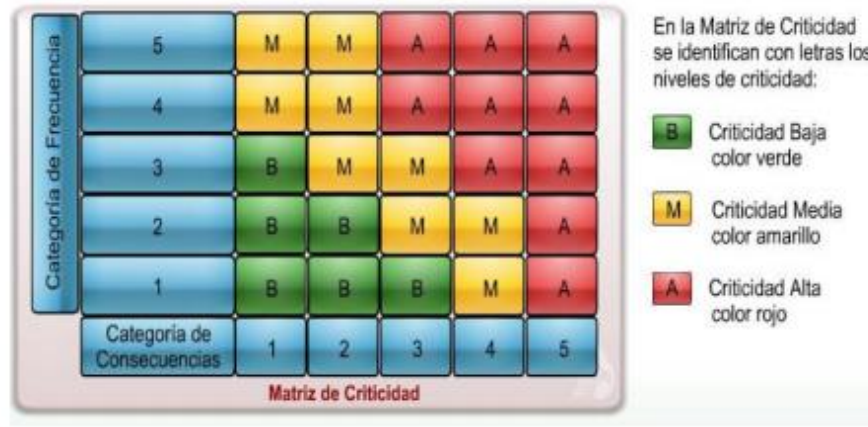 Categoría de Frecuencia
5 M M A A A
4 M M A A A
3 B M M A A
2 B B M M A
1 B B B M A
Categoría de
Consecuencias
1 2 3 4 5
Matriz de Criticidad
En la Matriz de Criticidad
se identifican con letras los
niveles de criticidad:
B Criticidad Baja
color verde
M Criticidad Media
color amarillo
A Criticidad Alta
color rojo